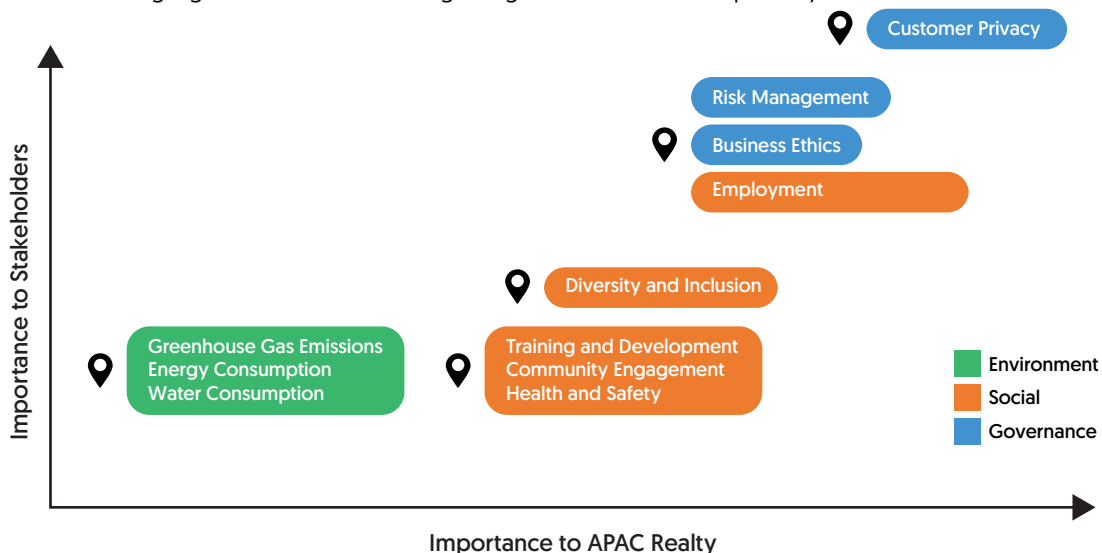 Customer Privacy
Risk Management
Business Ethics
Employment
Diversity and Inclusion
Greenhouse Gas Emissions
Energy Consumption
Water Consumption
Training and Development
Community Engagement
Health and Safety
Environment
Social
Governance
Importance to Stakeholders
Importance to APAC Realty